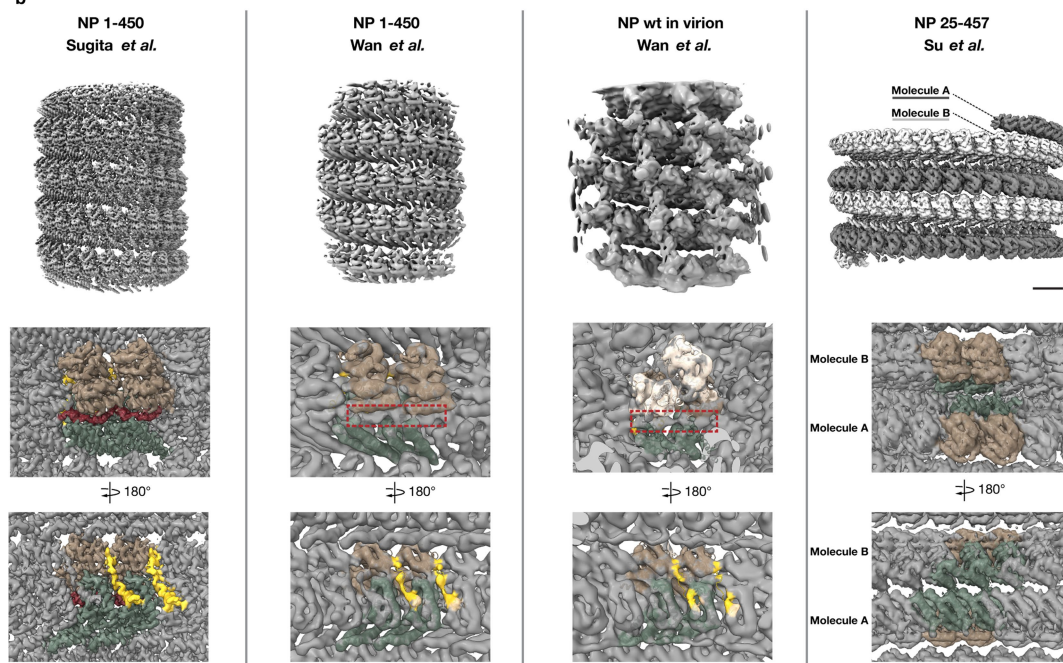 b
NP 1-450
Sugita et al.
NP 1-450
Wan et al.
NP wt in virion
Wan et al.
NP 25-457
Su et al.
Molecule A
Molecule B
Molecule B
Molecule A
180°
180°
180°
180°
Molecule B
Molecule A